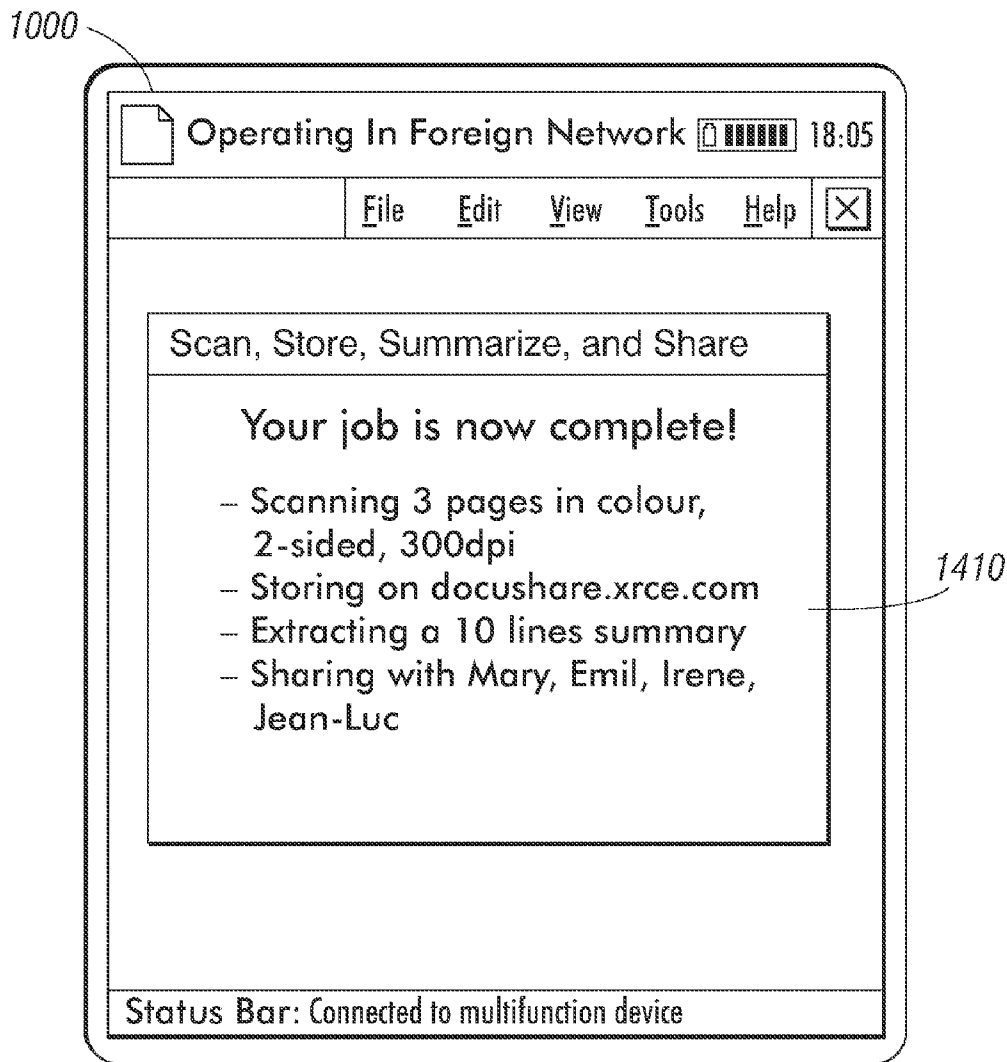 1000
Operating In Foreign Network 18:05
File Edit View Tools Help
Scan, Store, Summarize, and Share
Your job is now complete!
– Scanning 3 pages in colour,
2-sided, 300dpi
– Storing on docushare.xrce.com
– Extracting a 10 lines summary
– Sharing with Mary, Emil, Irene,
Jean-Luc
1410
Status Bar: Connected to multifunction device